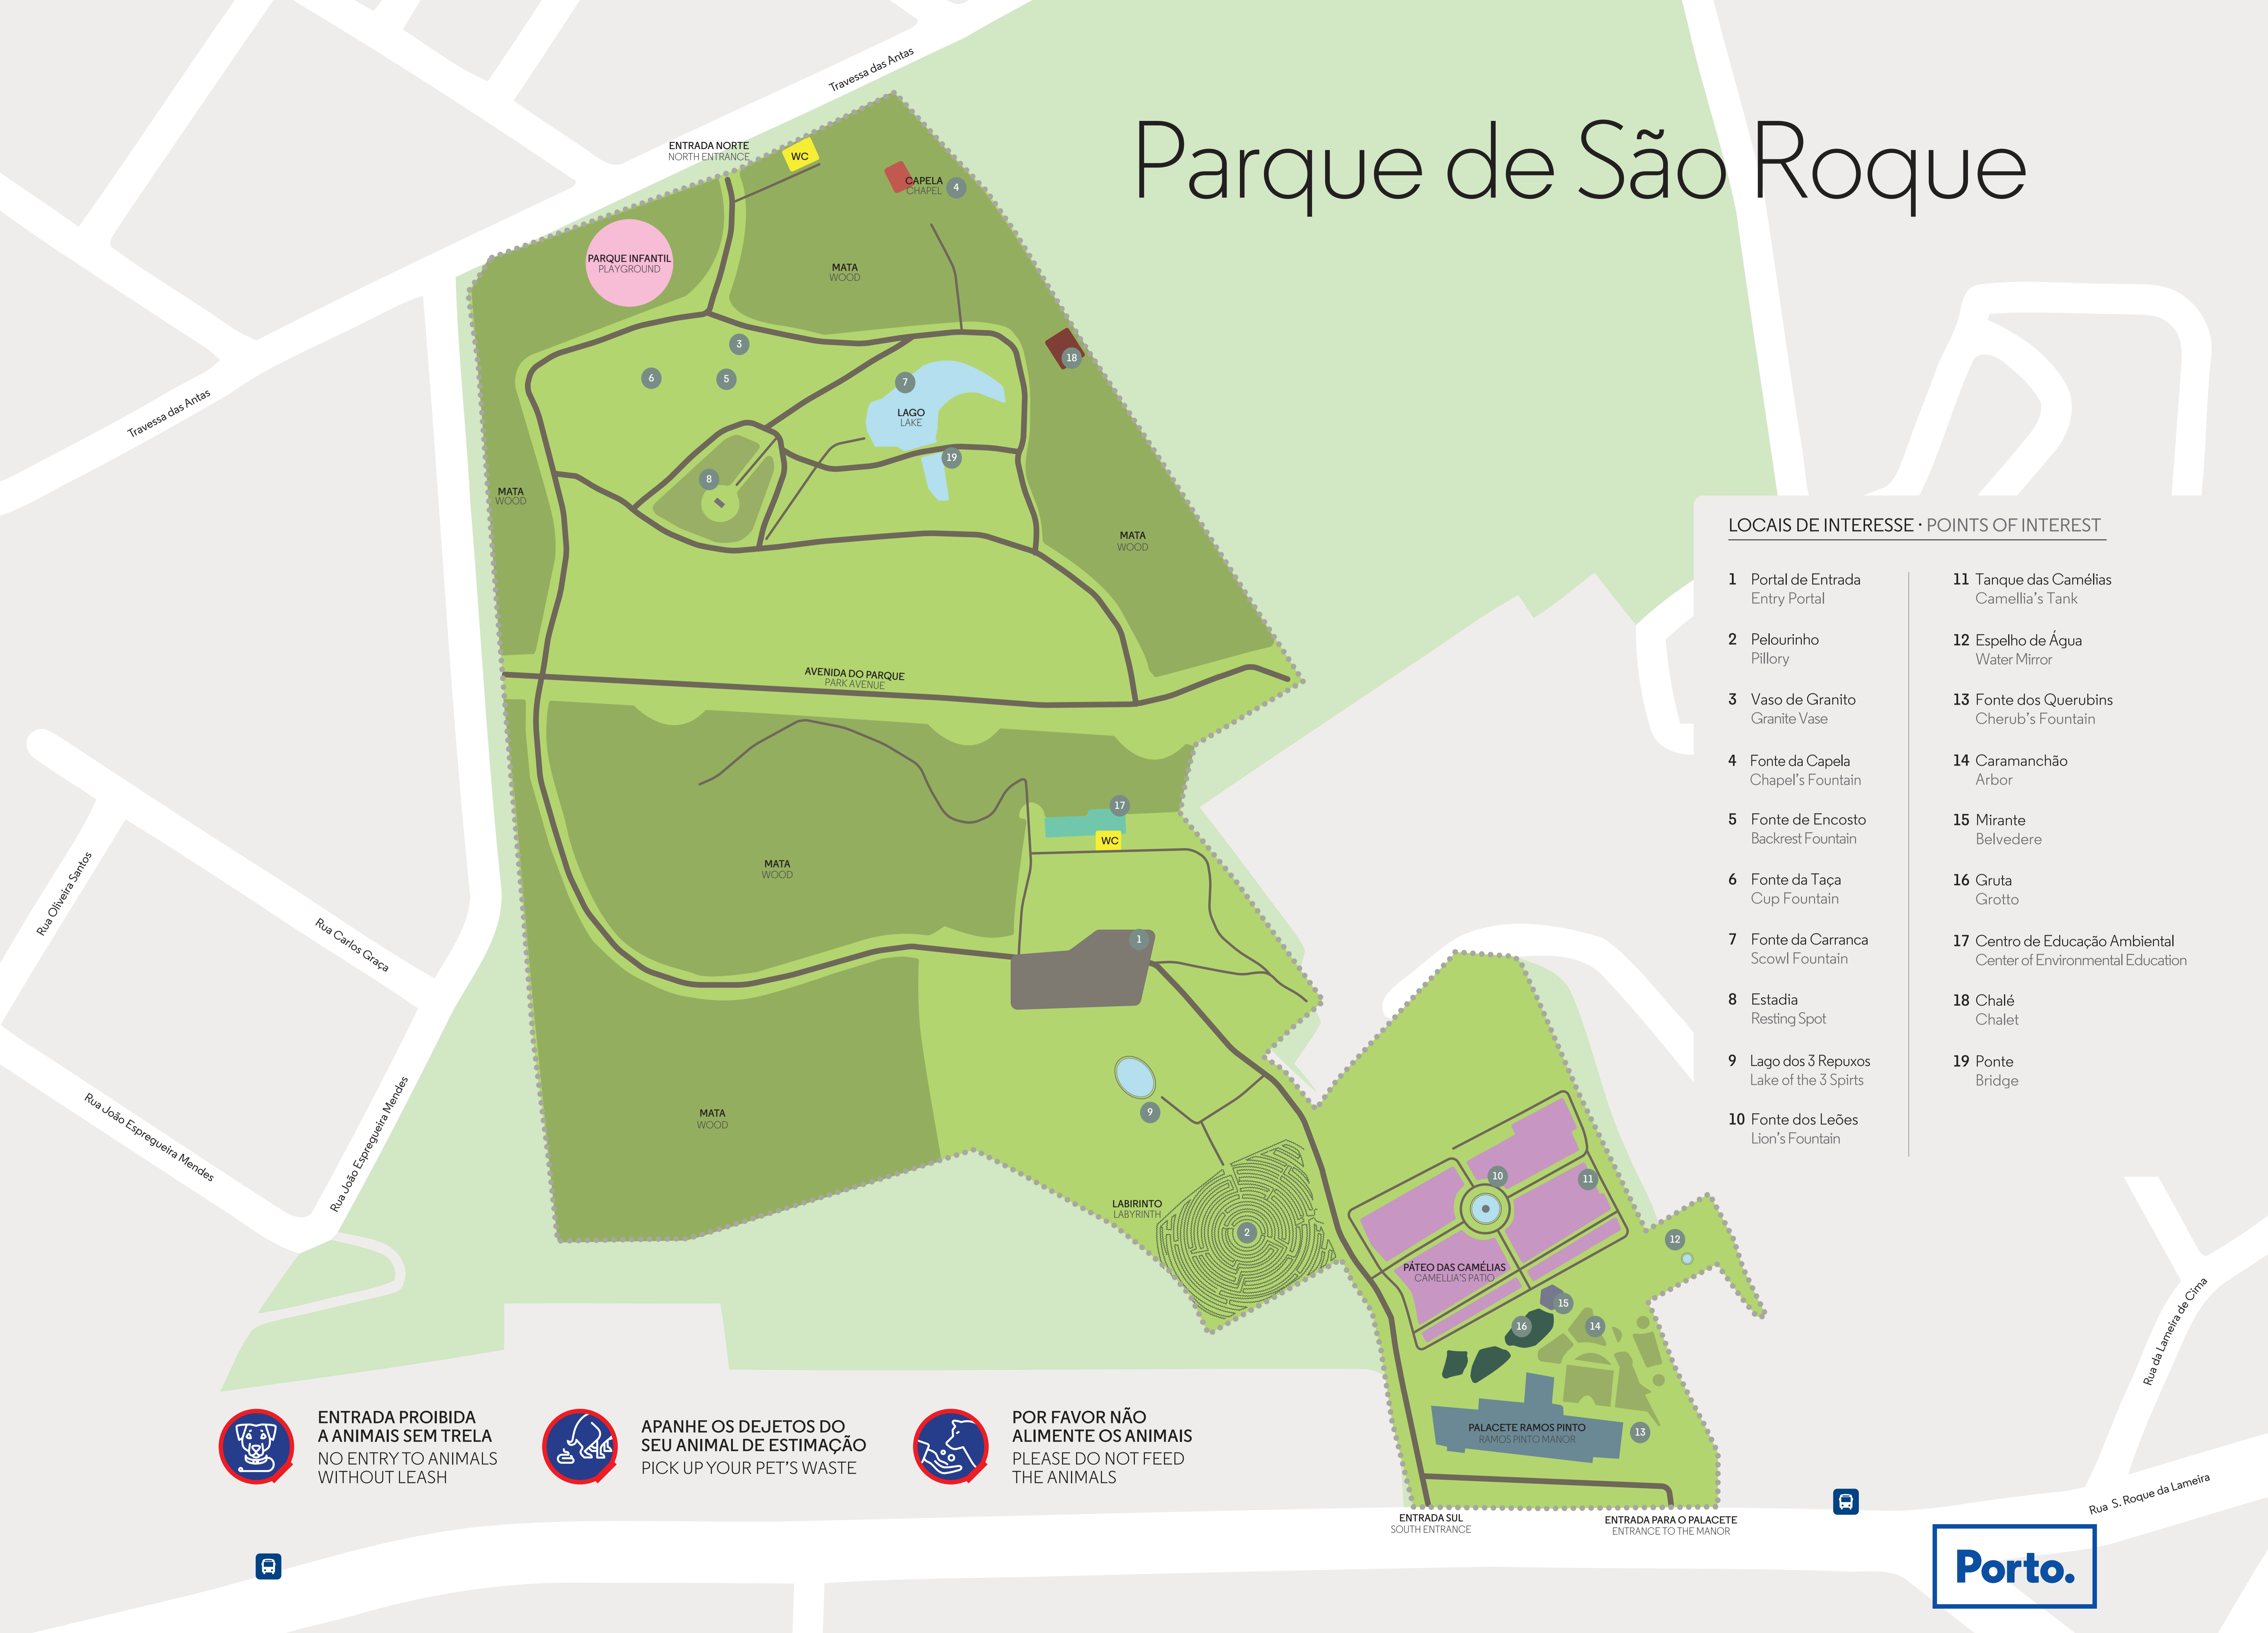 Parque de São Roque
Travessa das Antas
ENTRADA NORTE
NORTH ENTRANCE
WC
CAPELA
CHAPEL
4
PARQUE INFANTIL
PLAYGROUND
MATA
WOOD
3
18
6
5
7
LAGO
LAKE
Travessa das Antas
19
8
MATA
WOOD
MATA
WOOD
AVENIDA DO PARQUE
PARK AVENUE
17
WC
MATA
WOOD
Rua Oliveira Santos
Rua Carlos Graça
1
9
MATA
WOOD
Rua João Espregueira Mendes
Rua João Espregueira Mendes
LABIRINTO
LABYRINTH
2
10
11
12
PÁTEO DAS CAMÉLIAS
CAMELLIA'S PATIO
15
16
14
PALACETE RAMOS PINTO
RAMOS PINTO MANOR
13
ENTRADA SUL
SOUTH ENTRANCE
ENTRADA PARA O PALACETE
ENTRANCE TO THE MANOR
Rua da Lameira de Cima
Rua S. Roque da Lameira
LOCAIS DE INTERESSE · POINTS OF INTEREST
1 Portal de Entrada
Entry Portal
2 Pelourinho
Pillory
3 Vaso de Granito
Granite Vase
4 Fonte da Capela
Chapel's Fountain
5 Fonte de Encosto
Backrest Fountain
6 Fonte da Taça
Cup Fountain
7 Fonte da Carranca
Scowl Fountain
8 Estadia
Resting Spot
9 Lago dos 3 Repuxos
Lake of the 3 Spirts
10 Fonte dos Leões
Lion's Fountain
11 Tanque das Camélias
Camellia's Tank
12 Espelho de Água
Water Mirror
13 Fonte dos Querubins
Cherub's Fountain
14 Caramanchão
Arbor
15 Mirante
Belvedere
16 Gruta
Grotto
17 Centro de Educação Ambiental
Center of Environmental Education
18 Chalé
Chalet
19 Ponte
Bridge
ENTRADA PROIBIDA
A ANIMAIS SEM TRELA
NO ENTRY TO ANIMALS
WITHOUT LEASH
APANHE OS DEJETOS DO
SEU ANIMAL DE ESTIMAÇÃO
PICK UP YOUR PET'S WASTE
POR FAVOR NÃO
ALIMENTE OS ANIMAIS
PLEASE DO NOT FEED
THE ANIMALS
Porto.